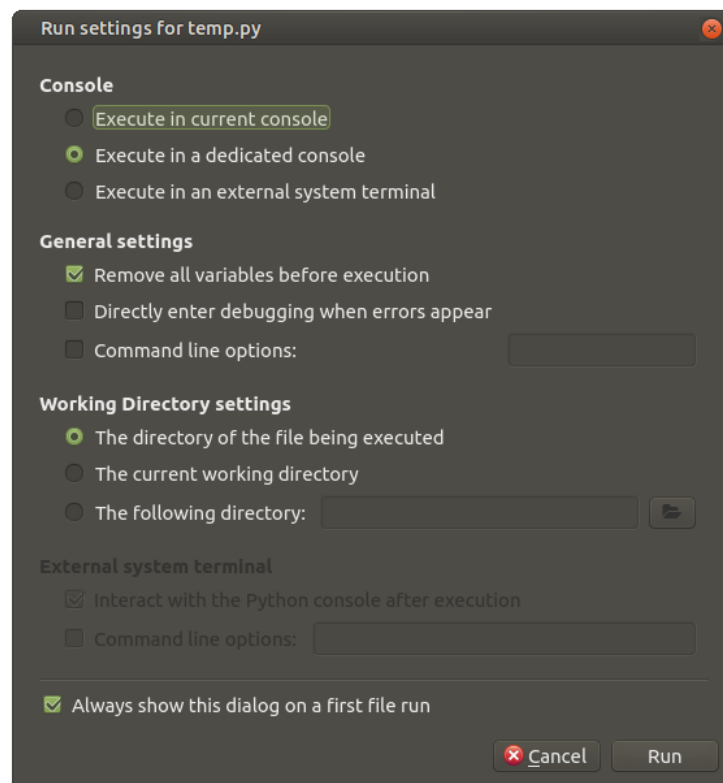 Run settings for temp.py
Console
Execute in current console
Execute in a dedicated console
Execute in an external system terminal
General settings
Remove all variables before execution
Directly enter debugging when errors appear
Command line options:
Working Directory settings
The directory of the file being executed
The current working directory
The following directory:
External system terminal
Interact with the Python console after execution
Command line options:
Always show this dialog on a first file run
Cancel Run